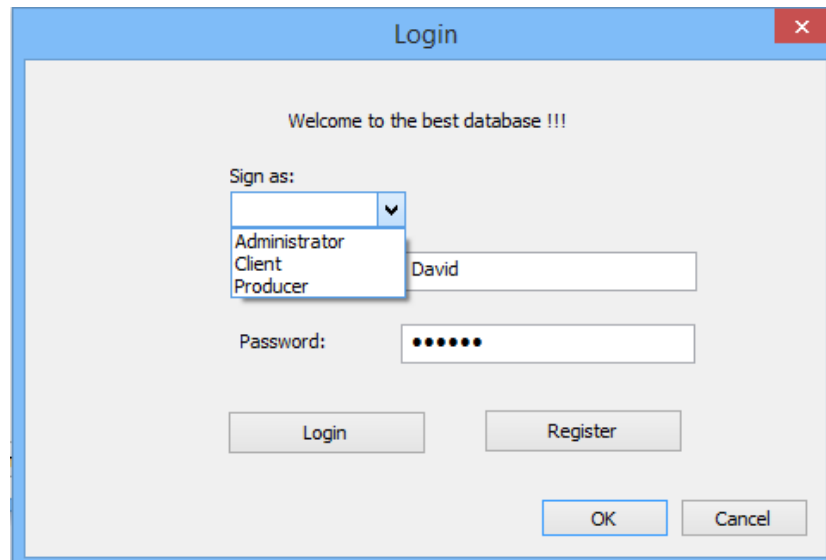 Login
Welcome to the best database !!!
Sign as:
Administrator
Client
Producer
David
Password: ●●●●●●
Login Register
OK Cancel